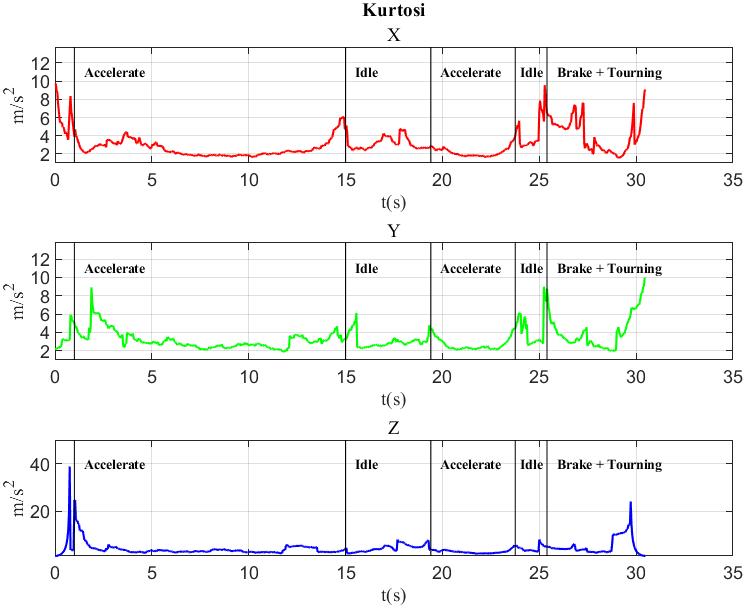 Kurtosi
X
Accelerate Idle Accelerate Idle Brake + Tourning
m/s²
12
10
8
6
4
2
0 5 10 15 20 25 30 35
t(s)
Y
Accelerate Idle Accelerate Idle Brake + Tourning
m/s²
12
10
8
6
4
2
0 5 10 15 20 25 30 35
t(s)
Z
Accelerate Idle Accelerate Idle Brake + Tourning
m/s²
40
20
0 5 10 15 20 25 30 35
t(s)